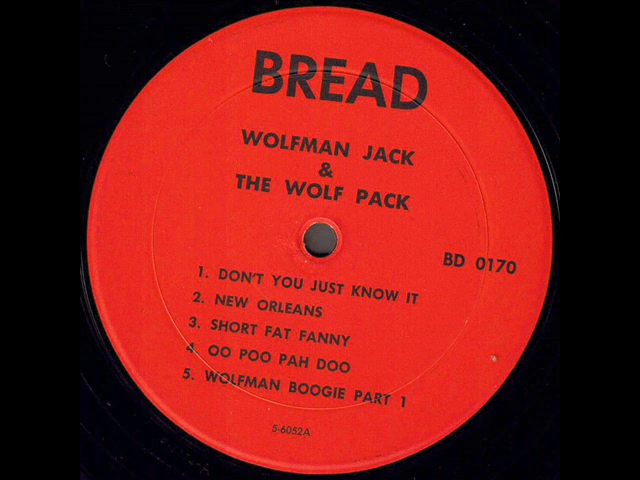 BREAD
WOLFMAN JACK
&
THE WOLF PACK
BD 0170
1. DON'T YOU JUST KNOW IT
2. NEW ORLEANS
3. SHORT FAT FANNY
4. OO POO PAH DOO
5. WOLFMAN BOOGIE PART 1
5-6052A